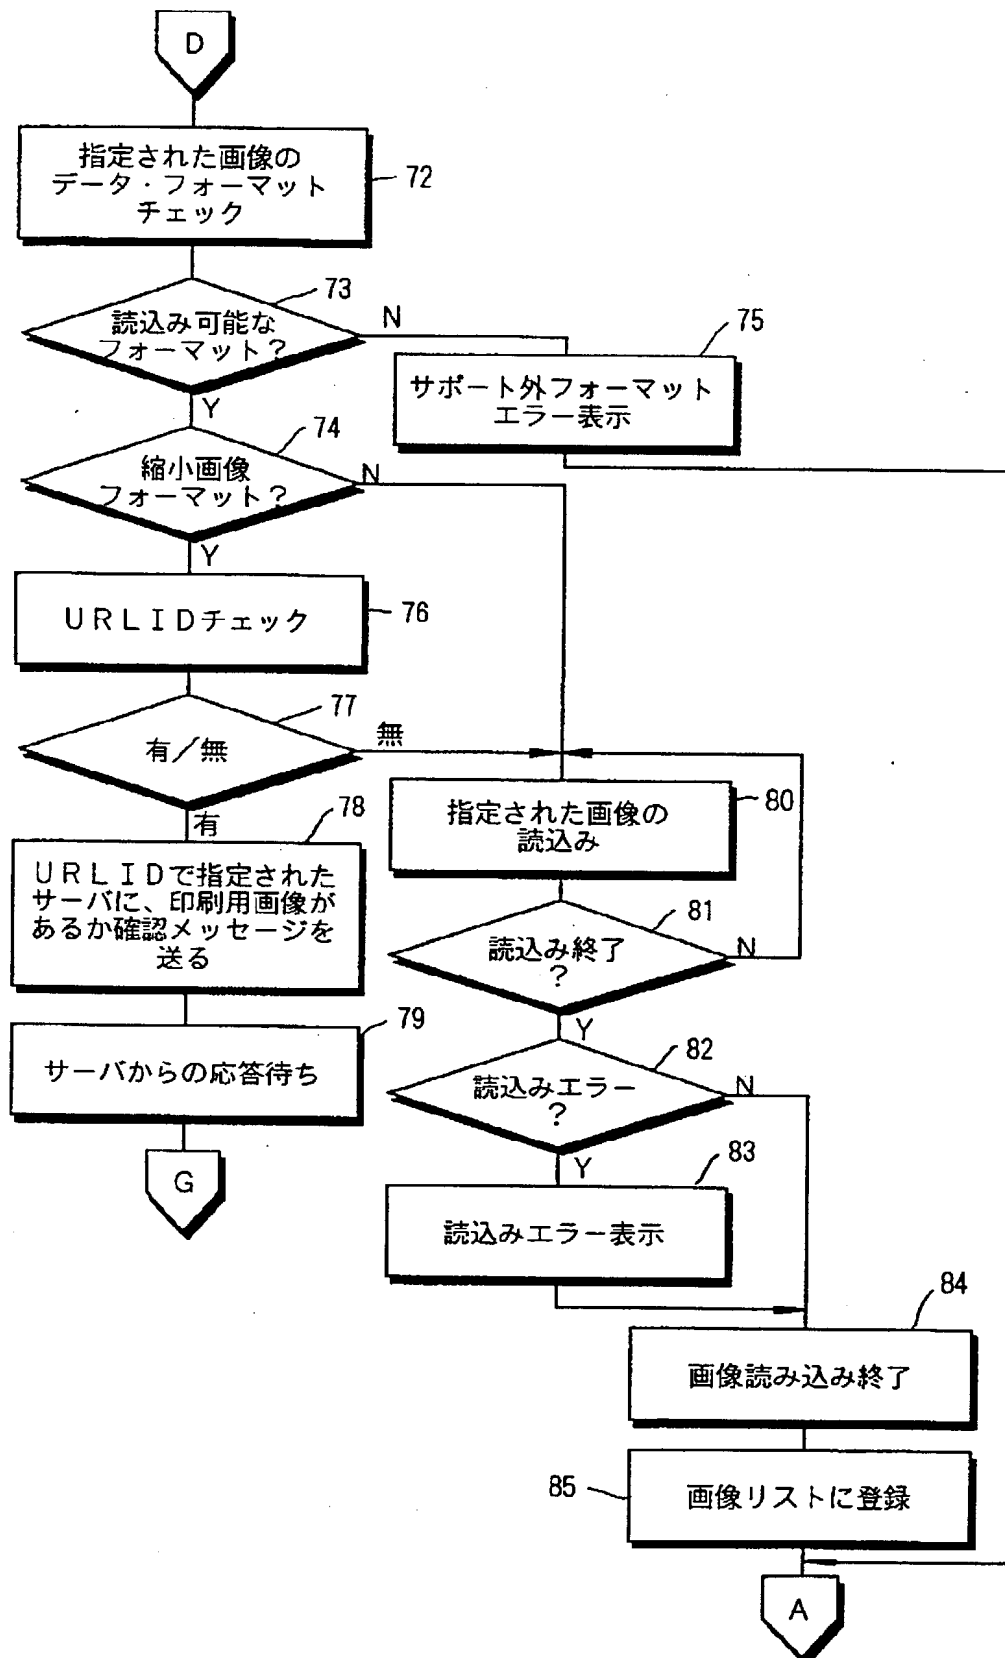 D
指定された画像の
データ・フォーマット
チェック
72
73
読込み可能な
フォーマット?
N
Y
75
サポート外フォーマット
エラー表示
74
縮小画像
フォーマット?
N
Y
URLIDチェック
76
77
有/無
無
有
78
URLIDで指定された
サーバに、印刷用画像が
あるか確認メッセージを
送る
79
サーバからの応答待ち
G
80
指定された画像の
読込み
81
読込み終了
?
N
Y
82
読込みエラー
?
N
Y
83
読込みエラー表示
84
画像読み込み終了
85
画像リストに登録
A